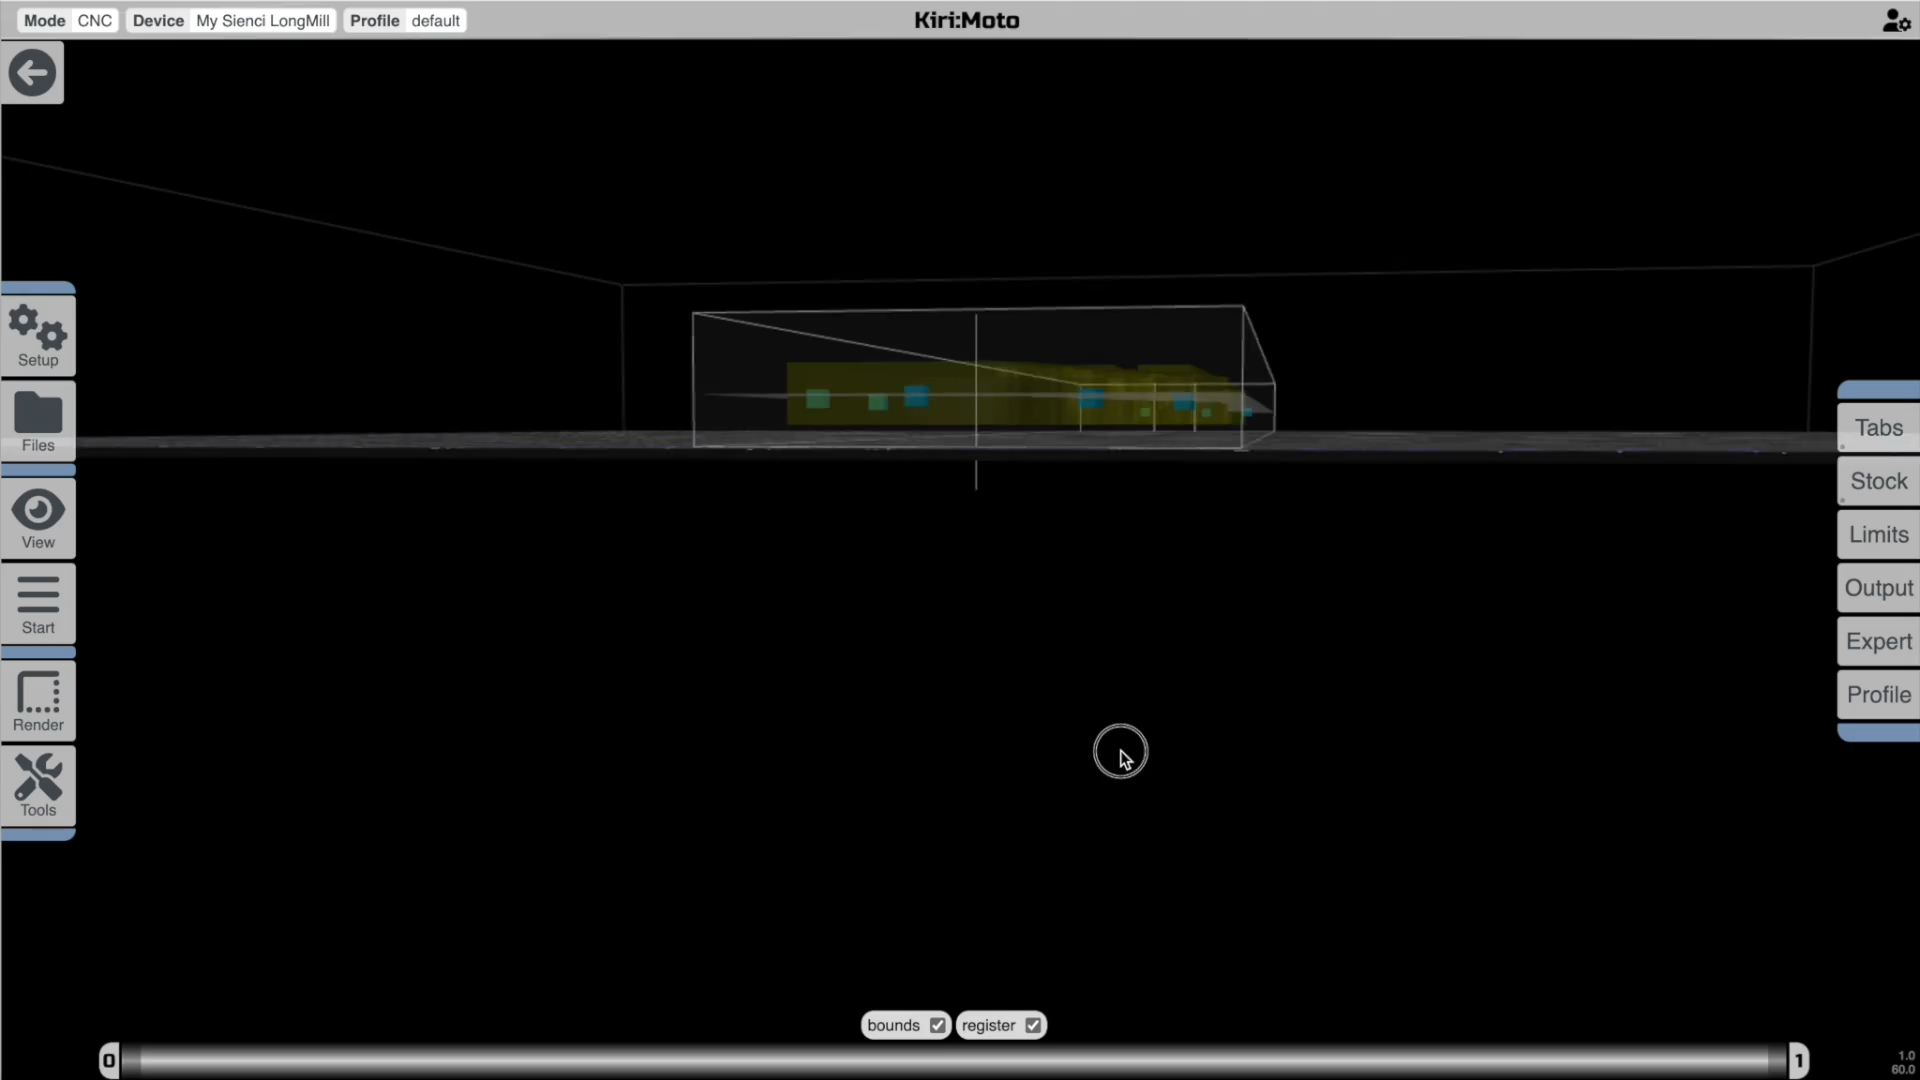 Mode CNC Device My Sienci LongMill Profile default
Kiri:Moto
Setup
Files
View
Start
Render
Tools
Tabs
Stock
Limits
Output
Expert
Profile
bounds register
0
1
1.0
60.0